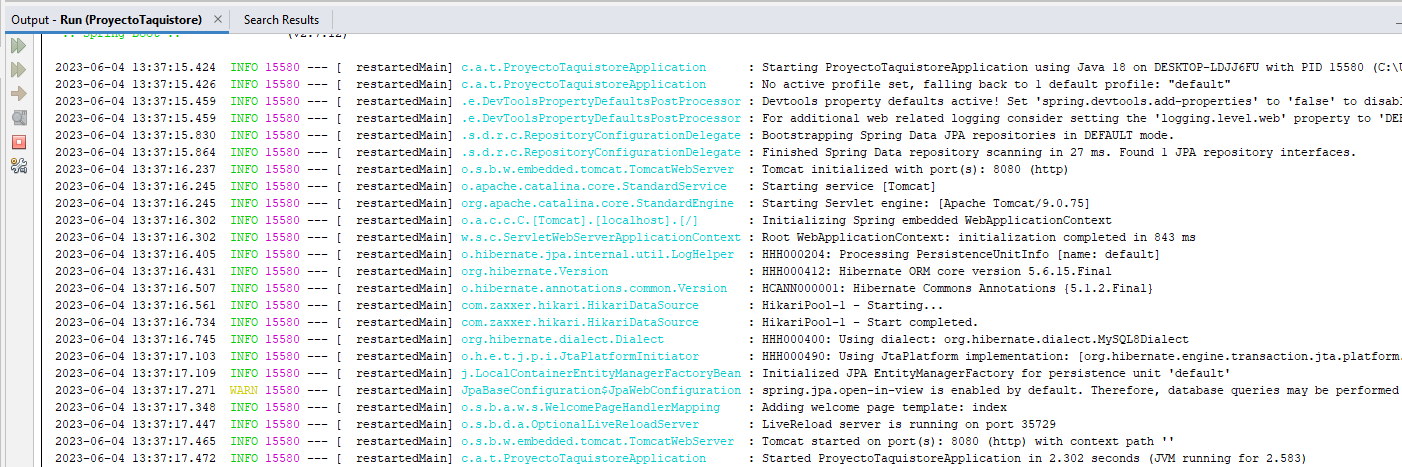 Output - Run (ProyectoTaquistore) × Search Results
:: Spring Boot :: (v2.7.12)
2023-06-04 13:37:15.424 INFO 15580 --- [ restartedMain] c.a.t.ProyectoTaquistoreApplication : Starting ProyectoTaquistoreApplication using Java 18 on DESKTOP-LDJJ6FU with PID 15580 (C:\U
2023-06-04 13:37:15.426 INFO 15580 --- [ restartedMain] c.a.t.ProyectoTaquistoreApplication : No active profile set, falling back to 1 default profile: "default"
2023-06-04 13:37:15.459 INFO 15580 --- [ restartedMain] .e.DevToolsPropertyDefaultsPostProcessor : Devtools property defaults active! Set 'spring.devtools.add-properties' to 'false' to disabl
2023-06-04 13:37:15.459 INFO 15580 --- [ restartedMain] .e.DevToolsPropertyDefaultsPostProcessor : For additional web related logging consider setting the 'logging.level.web' property to 'DEB
2023-06-04 13:37:15.830 INFO 15580 --- [ restartedMain] .s.d.r.c.RepositoryConfigurationDelegate : Bootstrapping Spring Data JPA repositories in DEFAULT mode.
2023-06-04 13:37:15.864 INFO 15580 --- [ restartedMain] .s.d.r.c.RepositoryConfigurationDelegate : Finished Spring Data repository scanning in 27 ms. Found 1 JPA repository interfaces.
2023-06-04 13:37:16.237 INFO 15580 --- [ restartedMain] o.s.b.w.embedded.tomcat.TomcatWebServer : Tomcat initialized with port(s): 8080 (http)
2023-06-04 13:37:16.245 INFO 15580 --- [ restartedMain] o.apache.catalina.core.StandardService : Starting service [Tomcat]
2023-06-04 13:37:16.245 INFO 15580 --- [ restartedMain] org.apache.catalina.core.StandardEngine : Starting Servlet engine: [Apache Tomcat/9.0.75]
2023-06-04 13:37:16.302 INFO 15580 --- [ restartedMain] o.a.c.c.C.[Tomcat].[localhost].[/] : Initializing Spring embedded WebApplicationContext
2023-06-04 13:37:16.302 INFO 15580 --- [ restartedMain] w.s.c.ServletWebServerApplicationContext : Root WebApplicationContext: initialization completed in 843 ms
2023-06-04 13:37:16.405 INFO 15580 --- [ restartedMain] o.hibernate.jpa.internal.util.LogHelper : HHH000204: Processing PersistenceUnitInfo [name: default]
2023-06-04 13:37:16.431 INFO 15580 --- [ restartedMain] org.hibernate.Version : HHH000412: Hibernate ORM core version 5.6.15.Final
2023-06-04 13:37:16.507 INFO 15580 --- [ restartedMain] o.hibernate.annotations.common.Version : HCANN000001: Hibernate Commons Annotations {5.1.2.Final}
2023-06-04 13:37:16.561 INFO 15580 --- [ restartedMain] com.zaxxer.hikari.HikariDataSource : HikariPool-1 - Starting...
2023-06-04 13:37:16.734 INFO 15580 --- [ restartedMain] com.zaxxer.hikari.HikariDataSource : HikariPool-1 - Start completed.
2023-06-04 13:37:16.745 INFO 15580 --- [ restartedMain] org.hibernate.dialect.Dialect : HHH000400: Using dialect: org.hibernate.dialect.MySQL8Dialect
2023-06-04 13:37:17.103 INFO 15580 --- [ restartedMain] o.h.e.t.j.p.i.JtaPlatformInitiator : HHH000490: Using JtaPlatform implementation: [org.hibernate.engine.transaction.jta.platform.
2023-06-04 13:37:17.109 INFO 15580 --- [ restartedMain] j.LocalContainerEntityManagerFactoryBean : Initialized JPA EntityManagerFactory for persistence unit 'default'
2023-06-04 13:37:17.271 WARN 15580 --- [ restartedMain] JpaBaseConfiguration$JpaWebConfiguration : spring.jpa.open-in-view is enabled by default. Therefore, database queries may be performed
2023-06-04 13:37:17.348 INFO 15580 --- [ restartedMain] o.s.b.a.w.s.WelcomePageHandlerMapping : Adding welcome page template: index
2023-06-04 13:37:17.447 INFO 15580 --- [ restartedMain] o.s.b.d.a.OptionalLiveReloadServer : LiveReload server is running on port 35729
2023-06-04 13:37:17.465 INFO 15580 --- [ restartedMain] o.s.b.w.embedded.tomcat.TomcatWebServer : Tomcat started on port(s): 8080 (http) with context path ''
2023-06-04 13:37:17.472 INFO 15580 --- [ restartedMain] c.a.t.ProyectoTaquistoreApplication : Started ProyectoTaquistoreApplication in 2.302 seconds (JVM running for 2.583)